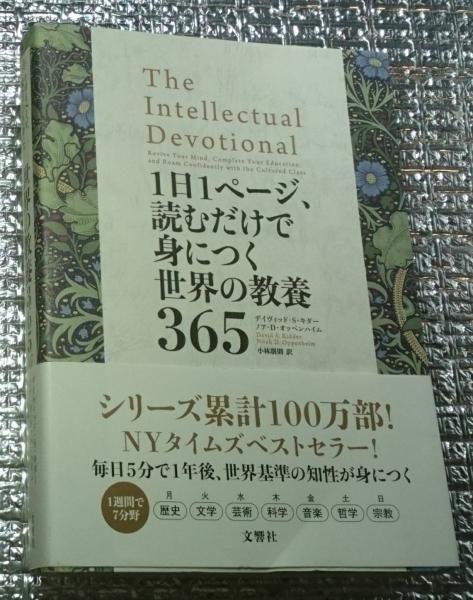 The
Intellectual
Devotional
Revive Your Mind, Complete Your Education,
and Roam Confidently with the Cultured Class
1日1ページ、
読むだけで
身につく
世界の教養
365
デイヴィッド・S・キダー
ノア・D・オッペンハイム
David S. Kidder
Noah D. Oppenheim
小林朋則 訳
シリーズ累計100万部!
NYタイムズベストセラー!
毎日5分で1年後、世界基準の知性が身につく
1週間で
7分野
月 火 水 木 金 土 日
歴史 文学 芸術 科学 音楽 哲学 宗教
文響社